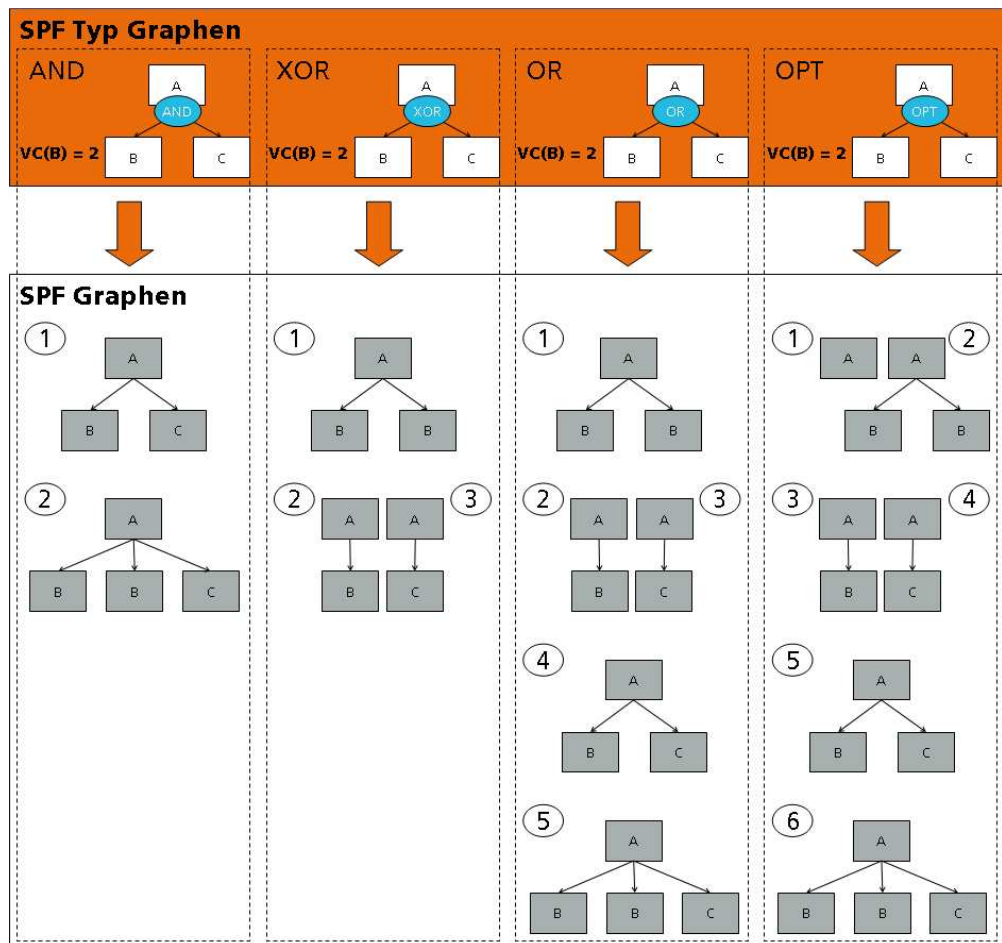 SPF Typ Graphen
AND XOR OR OPT
A A A A
AND XOR OR OPT
VC(B) = 2 B C VC(B) = 2 B C VC(B) = 2 B C VC(B) = 2 B C
SPF Graphen
1 A 1 A 1 A 1 A A 2
B C B B B B B B
2 A 2 A A 3 2 A A 3 3 A A 4
B B C B C B C B C
4 A 5 A
B C B C
5 A 6 A
B B C B B C